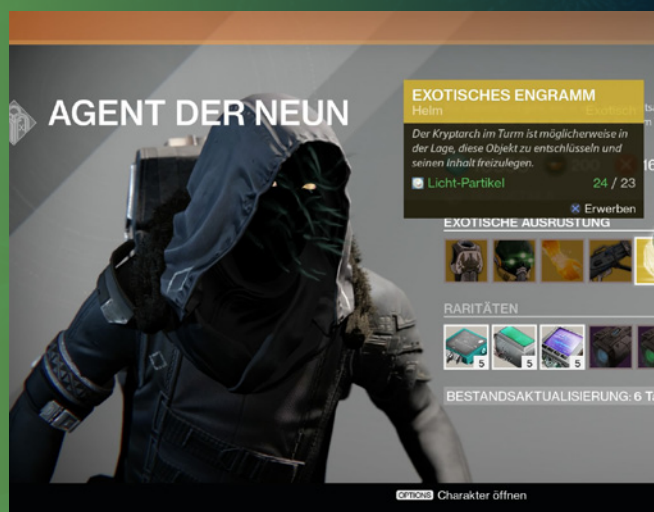 AGENT DER NEUN
EXOTISCHES ENGRAMM
Helm
Der Kryptarch im Turm ist möglicherweise in
der Lage, diese Objekt zu entschlüsseln und
seinen Inhalt freizulegen.
Licht-Partikel 24 / 23
Erwerben
200
16
EXOTISCHE AUSRÜSTUNG
RARITÄTEN
5
5
5
BESTANDSAKTUALISIERUNG: 6 T
OPTIONS Charakter öffnen